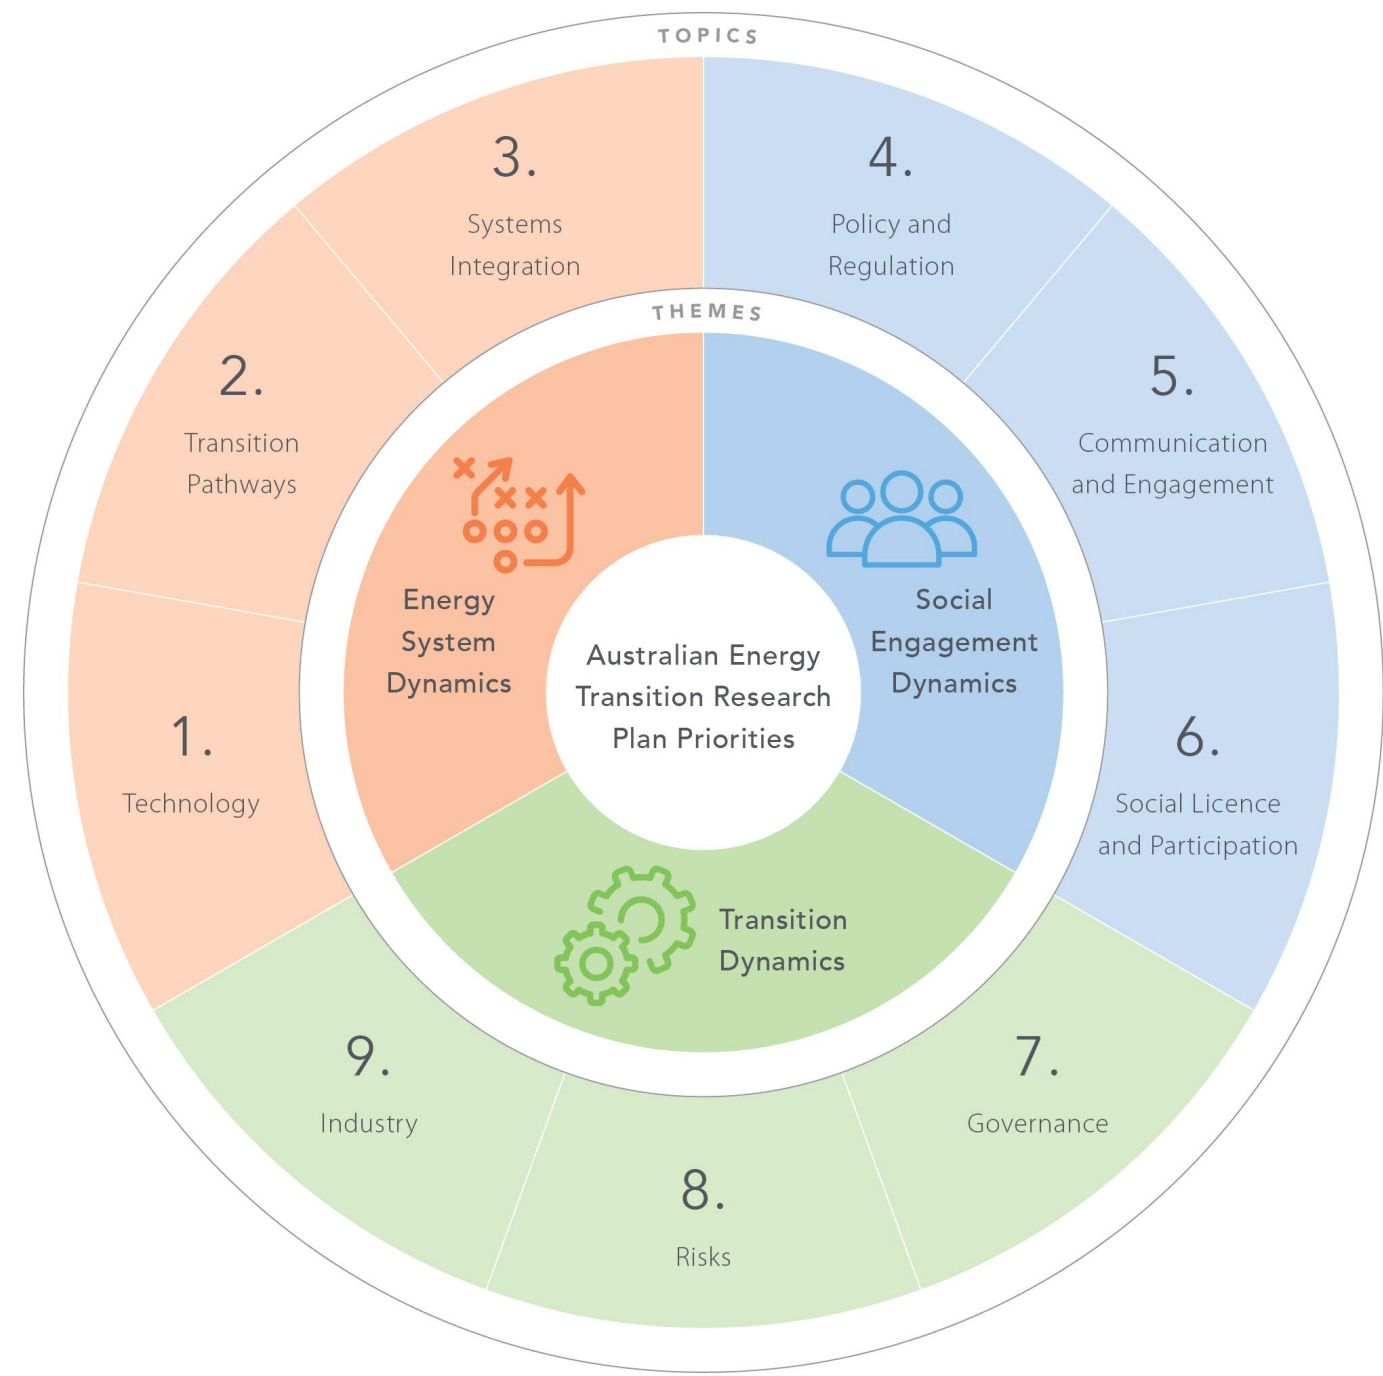 TOPICS
3.
Systems
Integration
4.
Policy and
Regulation
2.
Transition
Pathways
5.
Communication
and Engagement
1.
Technology
6.
Social Licence
and Participation
9.
Industry
8.
Risks
7.
Governance
THEMES
Energy
System
Dynamics
Social
Engagement
Dynamics
Transition
Dynamics
Australian Energy
Transition Research
Plan Priorities